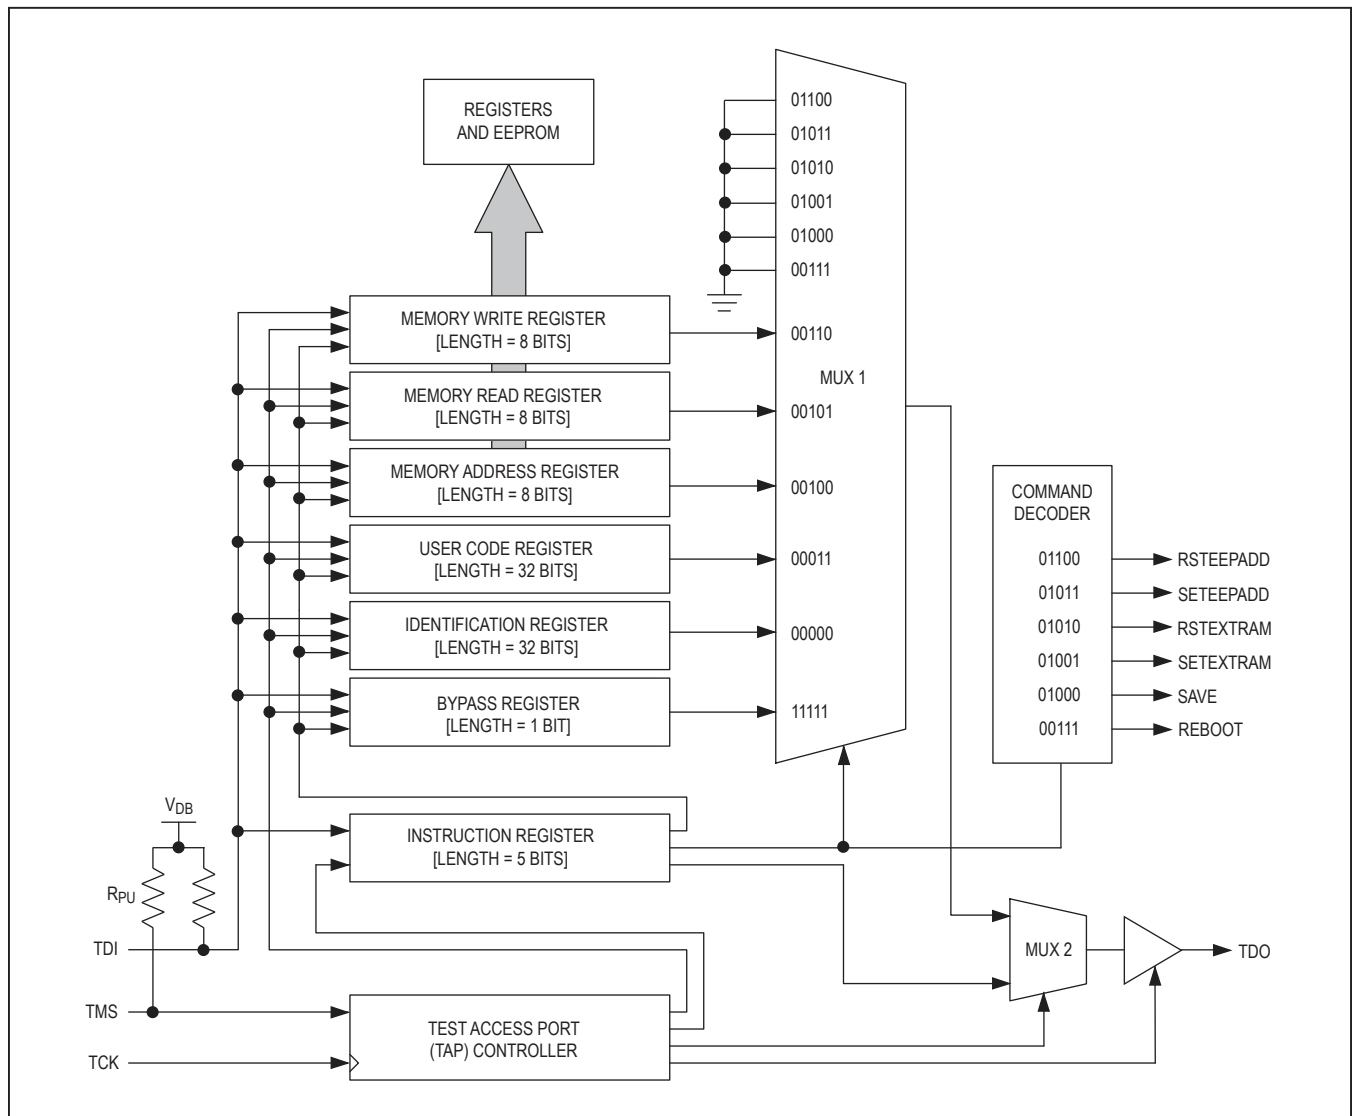 REGISTERS
AND EEPROM
01100
01011
01010
01001
01000
00111
MEMORY WRITE REGISTER
[LENGTH = 8 BITS]
00110
MUX 1
MEMORY READ REGISTER
[LENGTH = 8 BITS]
00101
MEMORY ADDRESS REGISTER
[LENGTH = 8 BITS]
00100
USER CODE REGISTER
[LENGTH = 32 BITS]
00011
IDENTIFICATION REGISTER
[LENGTH = 32 BITS]
00000
BYPASS REGISTER
[LENGTH = 1 BIT]
11111
COMMAND
DECODER
01100 RSTEEPADD
01011 SETEEPADD
01010 RSTEXTRAM
01001 SETEXTRAM
01000 SAVE
00111 REBOOT
INSTRUCTION REGISTER
[LENGTH = 5 BITS]
VDB
RPU
TDI
TMS
TCK
TEST ACCESS PORT
(TAP) CONTROLLER
MUX 2
TDO